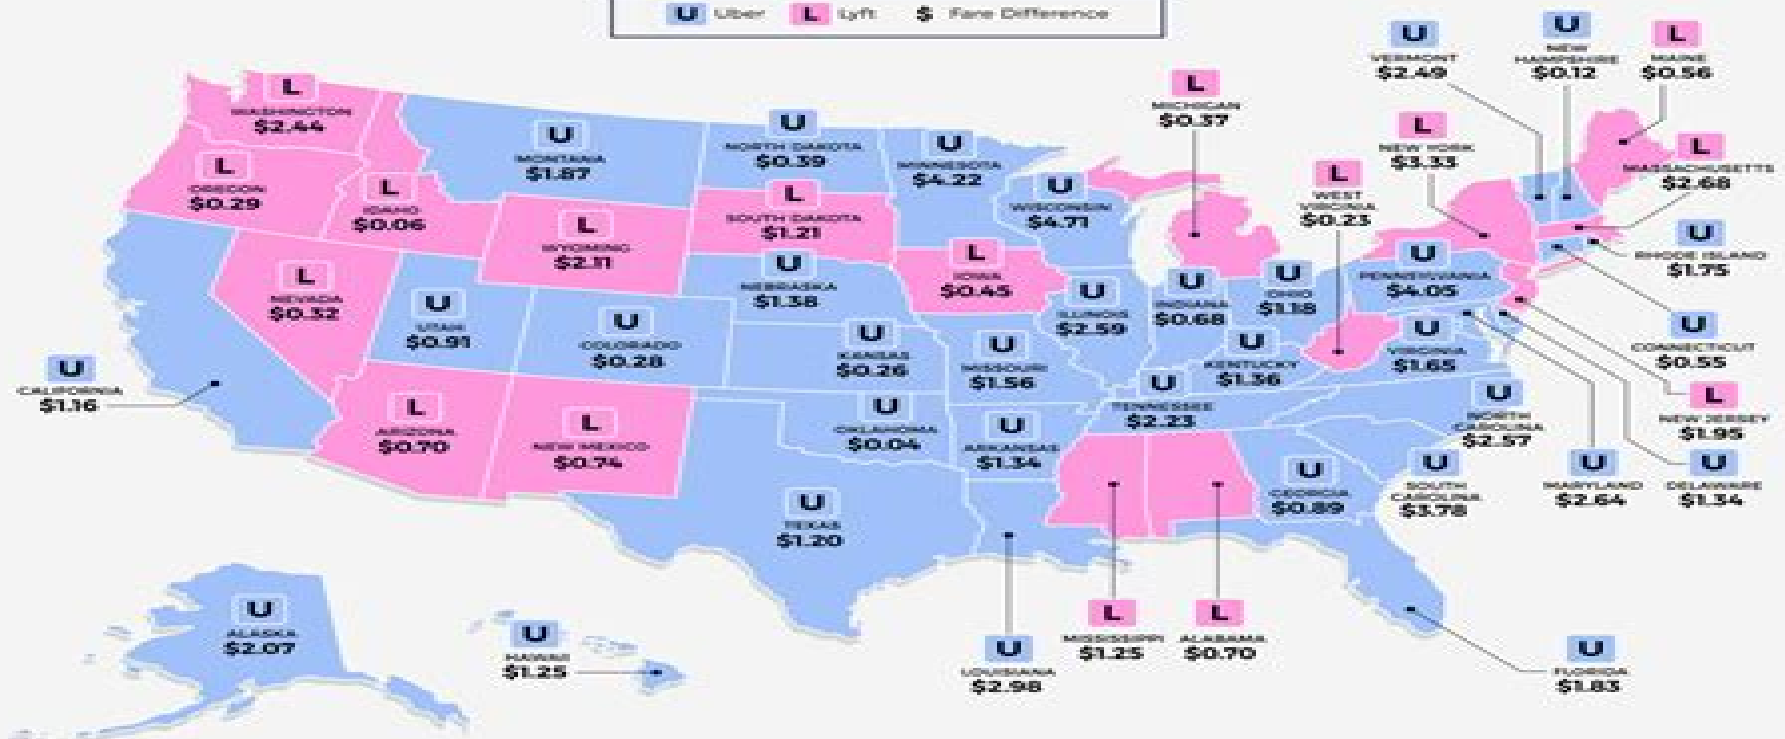 U Uber L Lyft $ Fare Difference
U
VERMONT
$2.49
U
NEW
HAMPSHIRE
$0.12
L
MAINE
$0.56
L
WASHINGTON
$2.44
L
MICHIGAN
$0.37
U
MONTANA
$1.87
U
NORTH DAKOTA
$0.39
U
MINNESOTA
$4.22
L
NEW YORK
$3.33
L
MASSACHUSETTS
$2.68
L
OREGON
$0.29
L
IDAHO
$0.06
L
WYOMING
$2.11
L
SOUTH DAKOTA
$1.21
U
WISCONSIN
$4.71
L
WEST
VIRGINIA
$0.23
U
RHODE ISLAND
$1.75
L
NEVADA
$0.32
U
UTAH
$0.91
U
COLORADO
$0.28
U
NEBRASKA
$1.38
L
IOWA
$0.45
U
ILLINOIS
$2.59
U
INDIANA
$0.68
U
OHIO
$1.18
U
PENNSYLVANIA
$4.05
U
CONNECTICUT
$0.55
U
CALIFORNIA
$1.16
U
KANSAS
$0.26
U
MISSOURI
$1.56
U
KENTUCKY
$1.36
U
VIRGINIA
$1.65
L
NEW JERSEY
$1.95
L
ARIZONA
$0.70
L
NEW MEXICO
$0.74
U
OKLAHOMA
$0.04
U
ARKANSAS
$1.34
U
TENNESSEE
$2.23
U
NORTH
CAROLINA
$2.57
U
TEXAS
$1.20
U
GEORGIA
$0.89
U
SOUTH
CAROLINA
$3.78
U
MARYLAND
$2.64
U
DELAWARE
$1.34
U
ALASKA
$2.07
U
HAWAII
$1.25
U
LOUISIANA
$2.98
L
MISSISSIPPI
$1.25
L
ALABAMA
$0.70
U
FLORIDA
$1.83